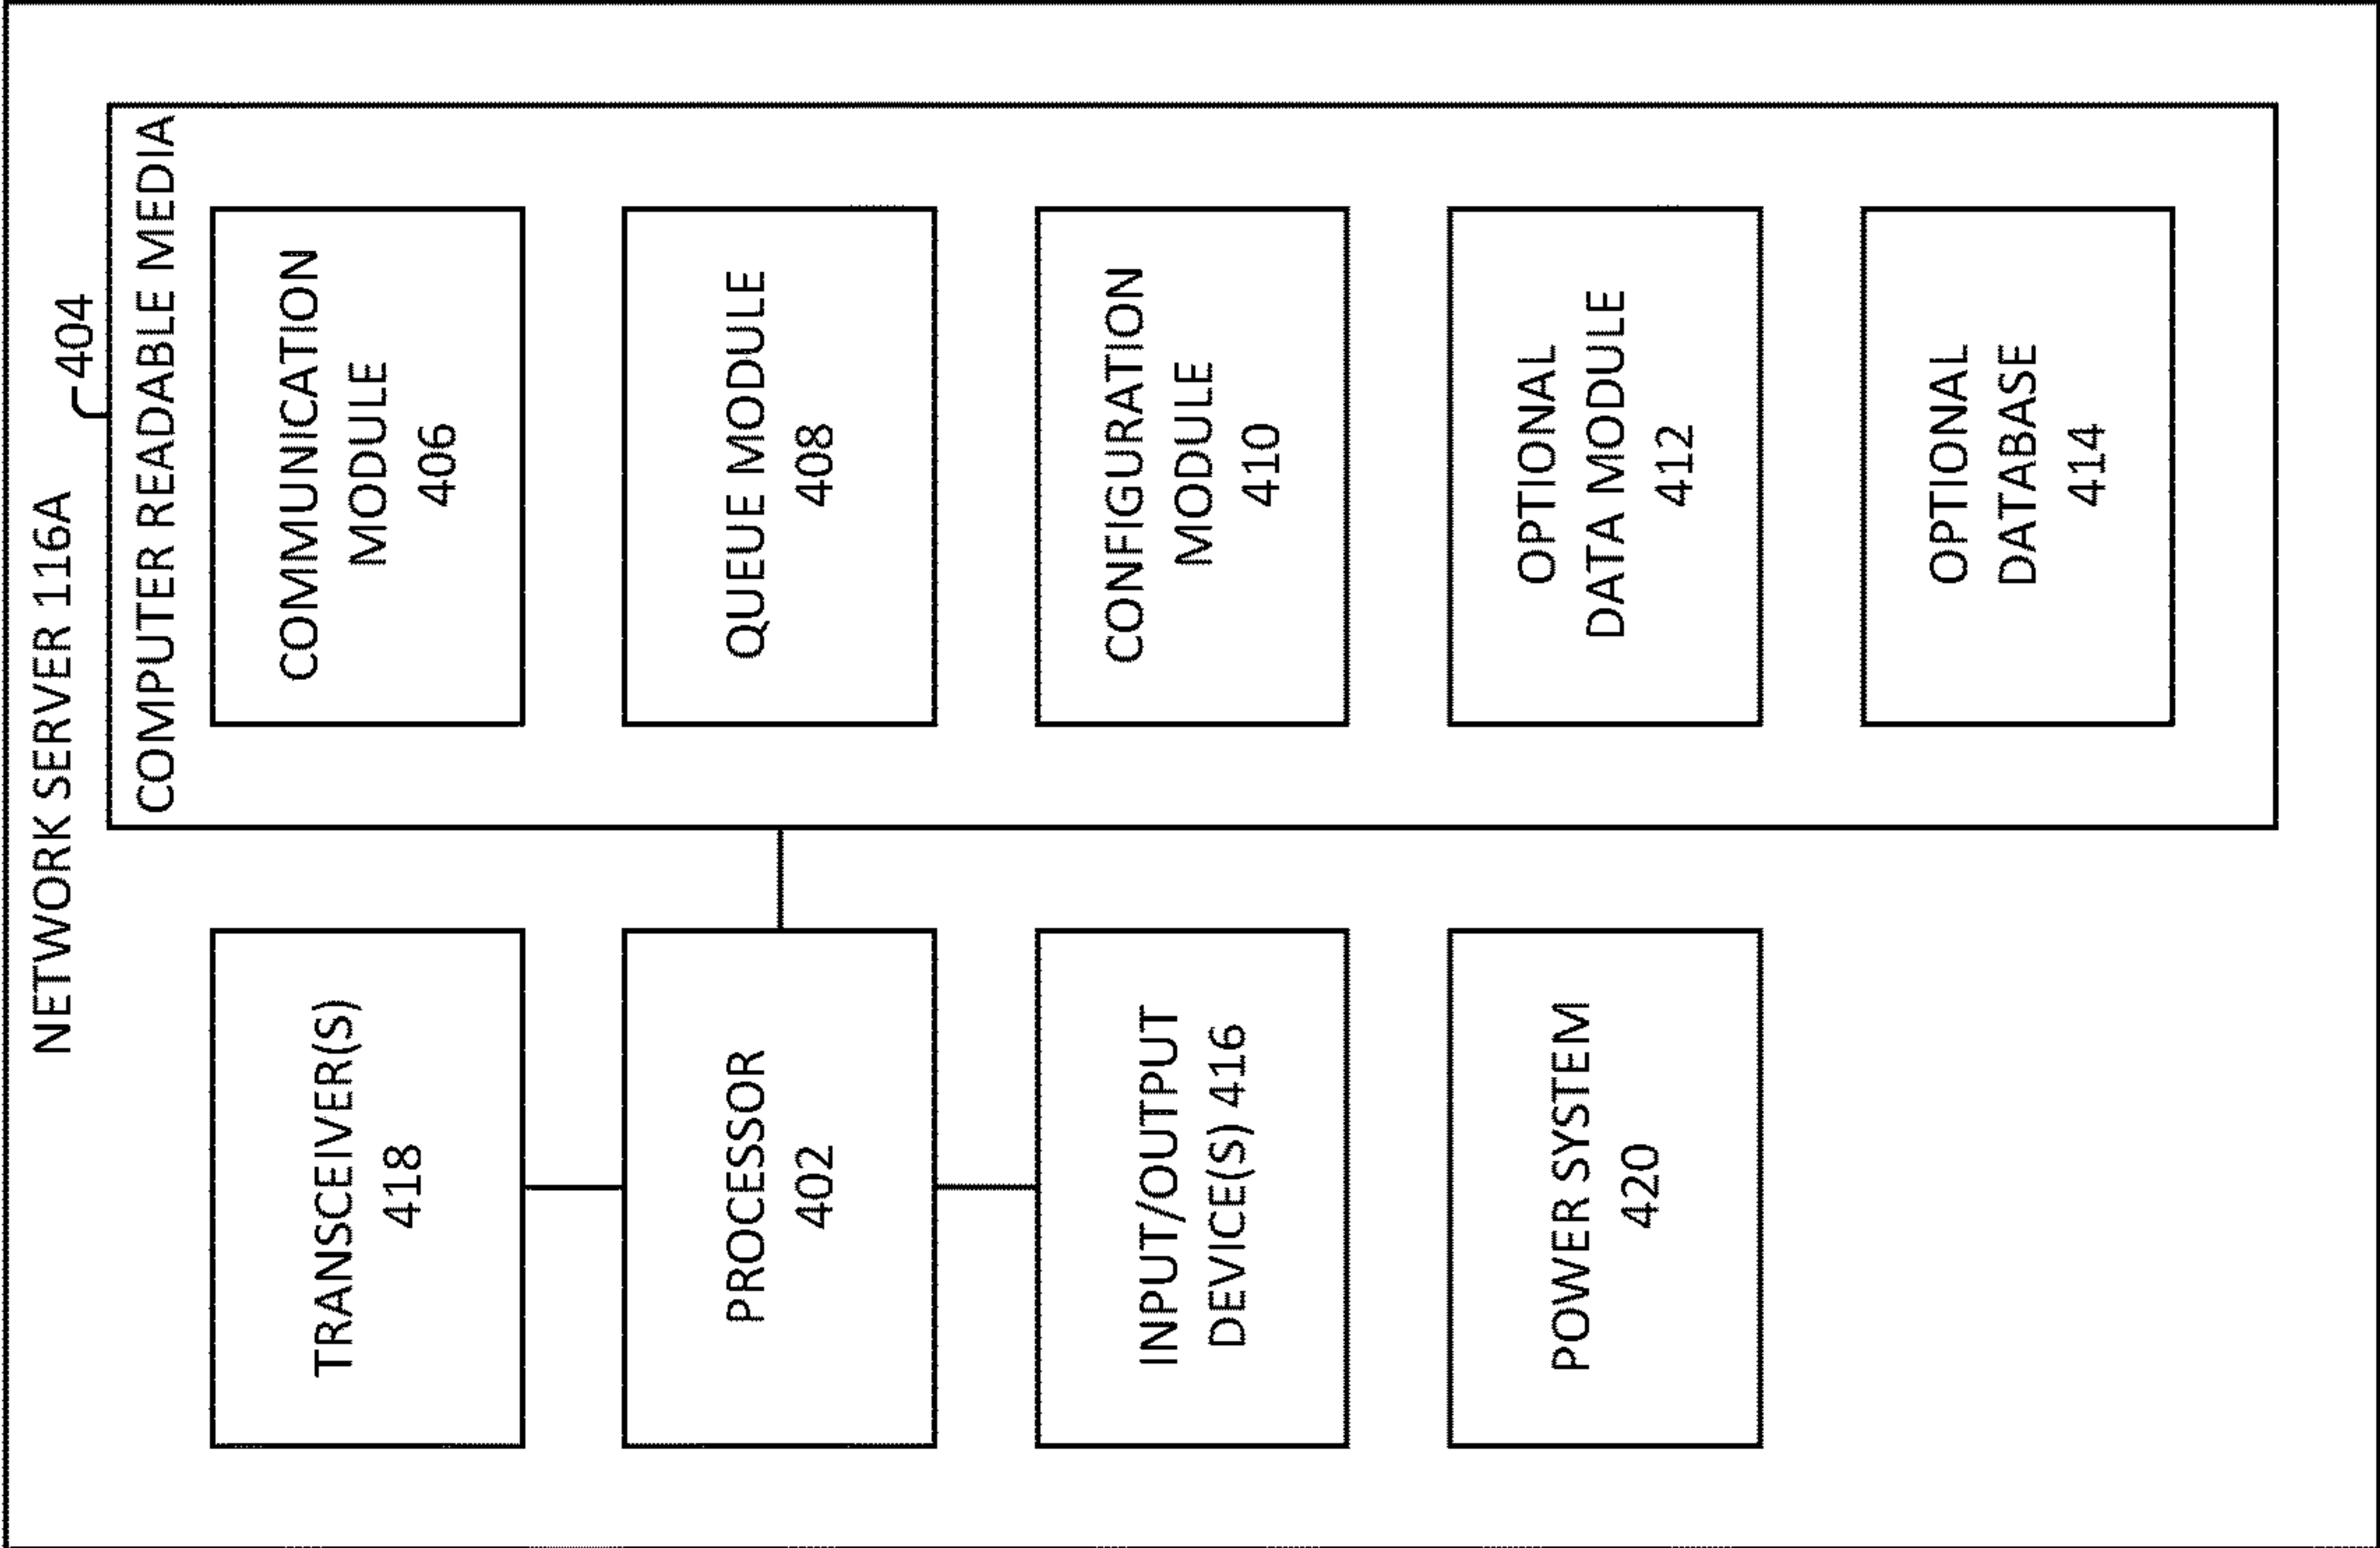 NETWORK SERVER 116A
TRANSCEIVER(S)
418
PROCESSOR
402
INPUT/OUTPUT
DEVICE(S) 416
POWER SYSTEM
420
404
COMPUTER READABLE MEDIA
COMMUNICATION
MODULE
406
QUEUE MODULE
408
CONFIGURATION
MODULE
410
OPTIONAL
DATA MODULE
412
OPTIONAL
DATABASE
414